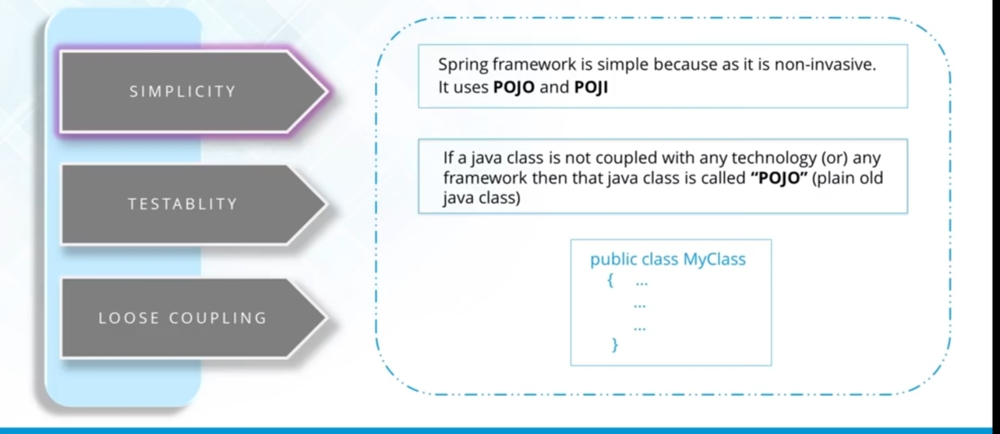 SIMPLICITY
TESTABLITY
LOOSE COUPLING
Spring framework is simple because as it is non-invasive.
It uses POJO and POJI
If a java class is not coupled with any technology (or) any
framework then that java class is called “POJO” (plain old
java class)
public class MyClass
{ ...
...
...
}